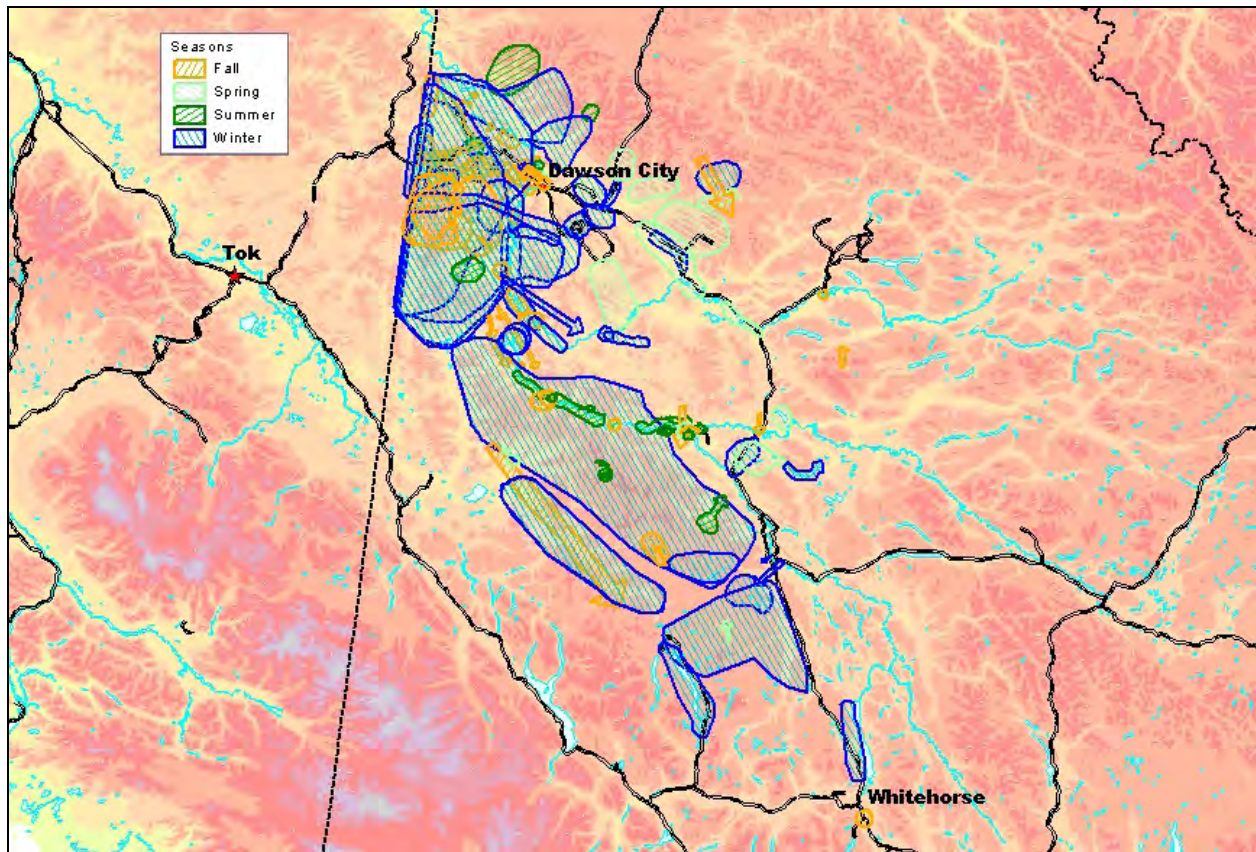 Seasons
Fall
Spring
Summer
Winter
Dawson City
Tok
Whitehorse